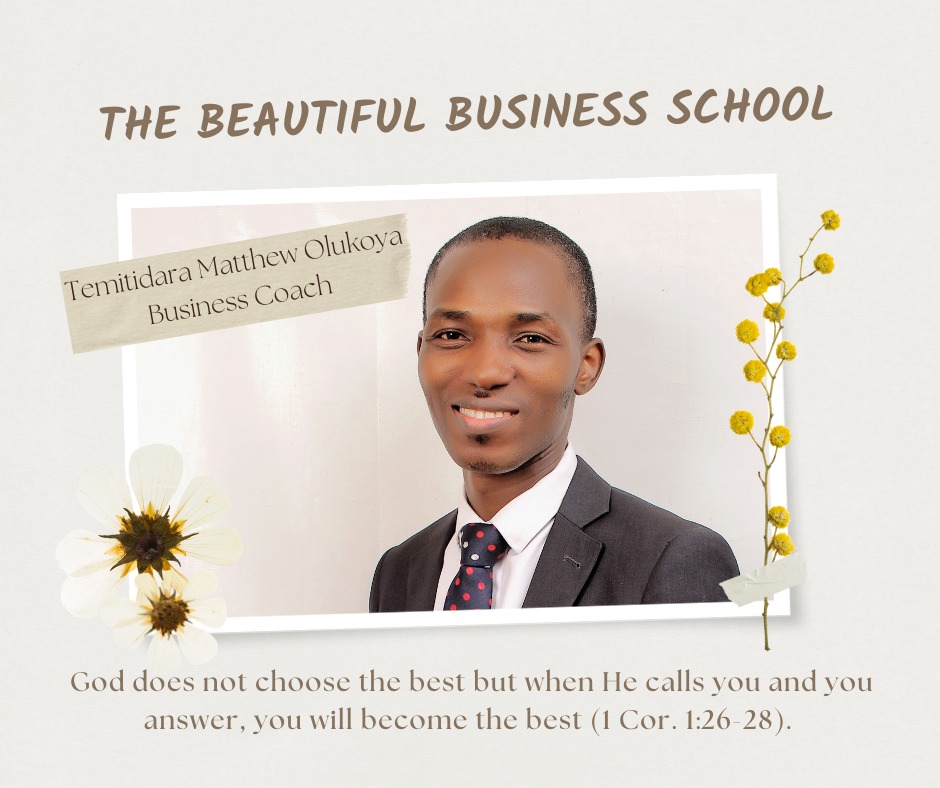 THE BEAUTIFUL BUSINESS SCHOOL
Temitidara Matthew Olukoya
Business Coach
God does not choose the best but when He calls you and you
answer, you will become the best (1 Cor. 1:26-28).